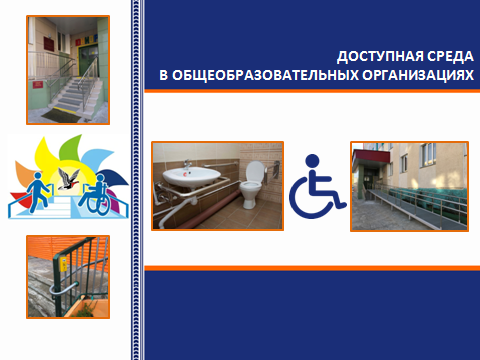 ДОСТУПНАЯ СРЕДА
В ОБЩЕОБРАЗОВАТЕЛЬНЫХ ОРГАНИЗАЦИЯХ